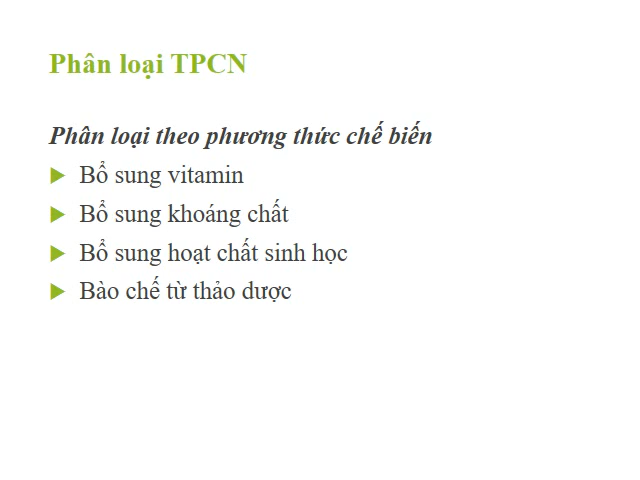 Phân loại TPCN
Phân loại theo phương thức chế biến
Bổ sung vitamin
Bổ sung khoáng chất
Bổ sung hoạt chất sinh học
Bào chế từ thảo dược